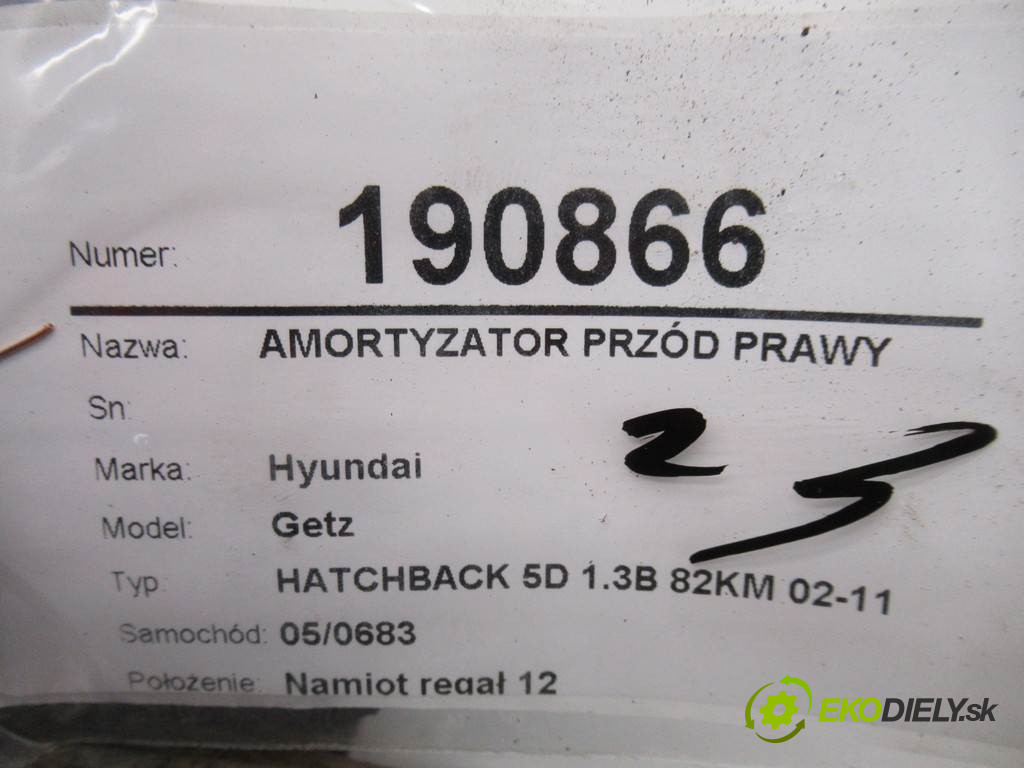 Numer: 190866
Nazwa: AMORTYZATOR PRZÓD PRAWY
Sn:
Marka: Hyundai
2 5
Model: Getz
Typ: HATCHBACK 5D 1.3B 82KM 02-11
Samochód: 05/0683
Położenie: Namiot regał 12
EKODIELY.sk